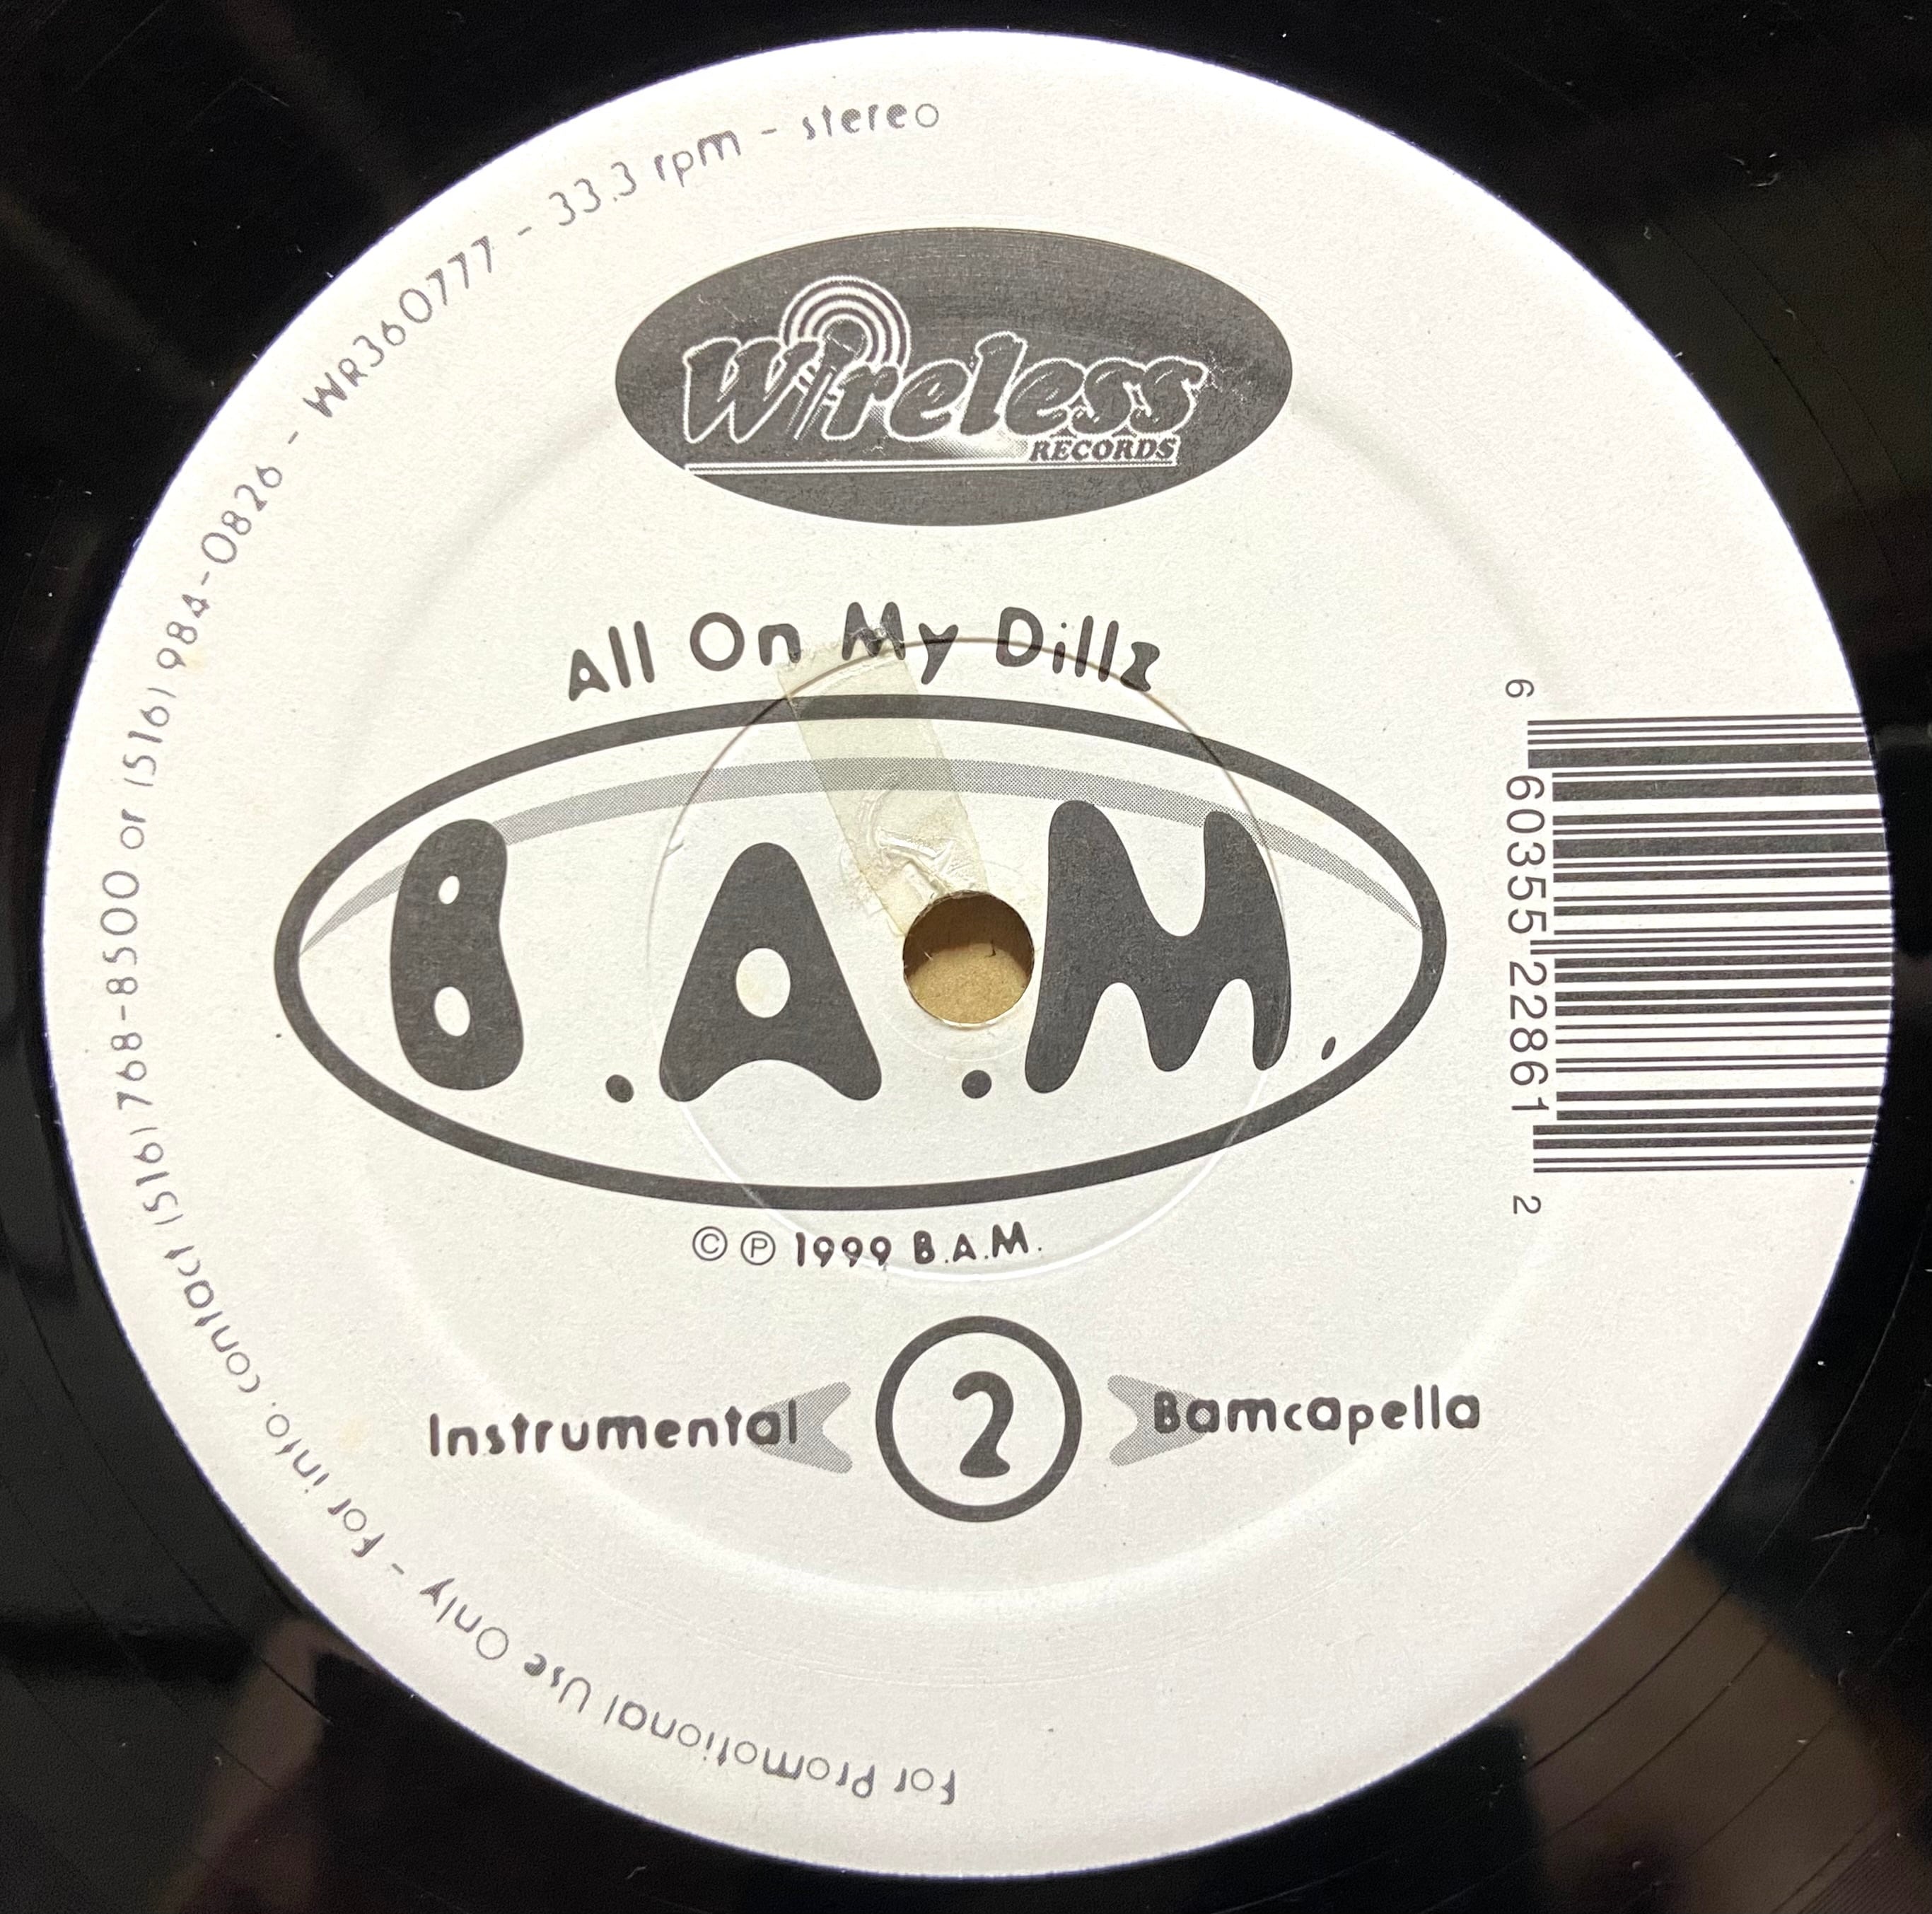 For Promotional Use Only - For info. contact (516) 768-8500 or (516) 984-0826 - WR360777 - 33.3 rpm - stereo
Wireless
RECORDS
All On My Dillz
B.A.M.
© ℗ 1999 B.A.M.
Instrumental 2 Bamcapella
6 60355 22861 2